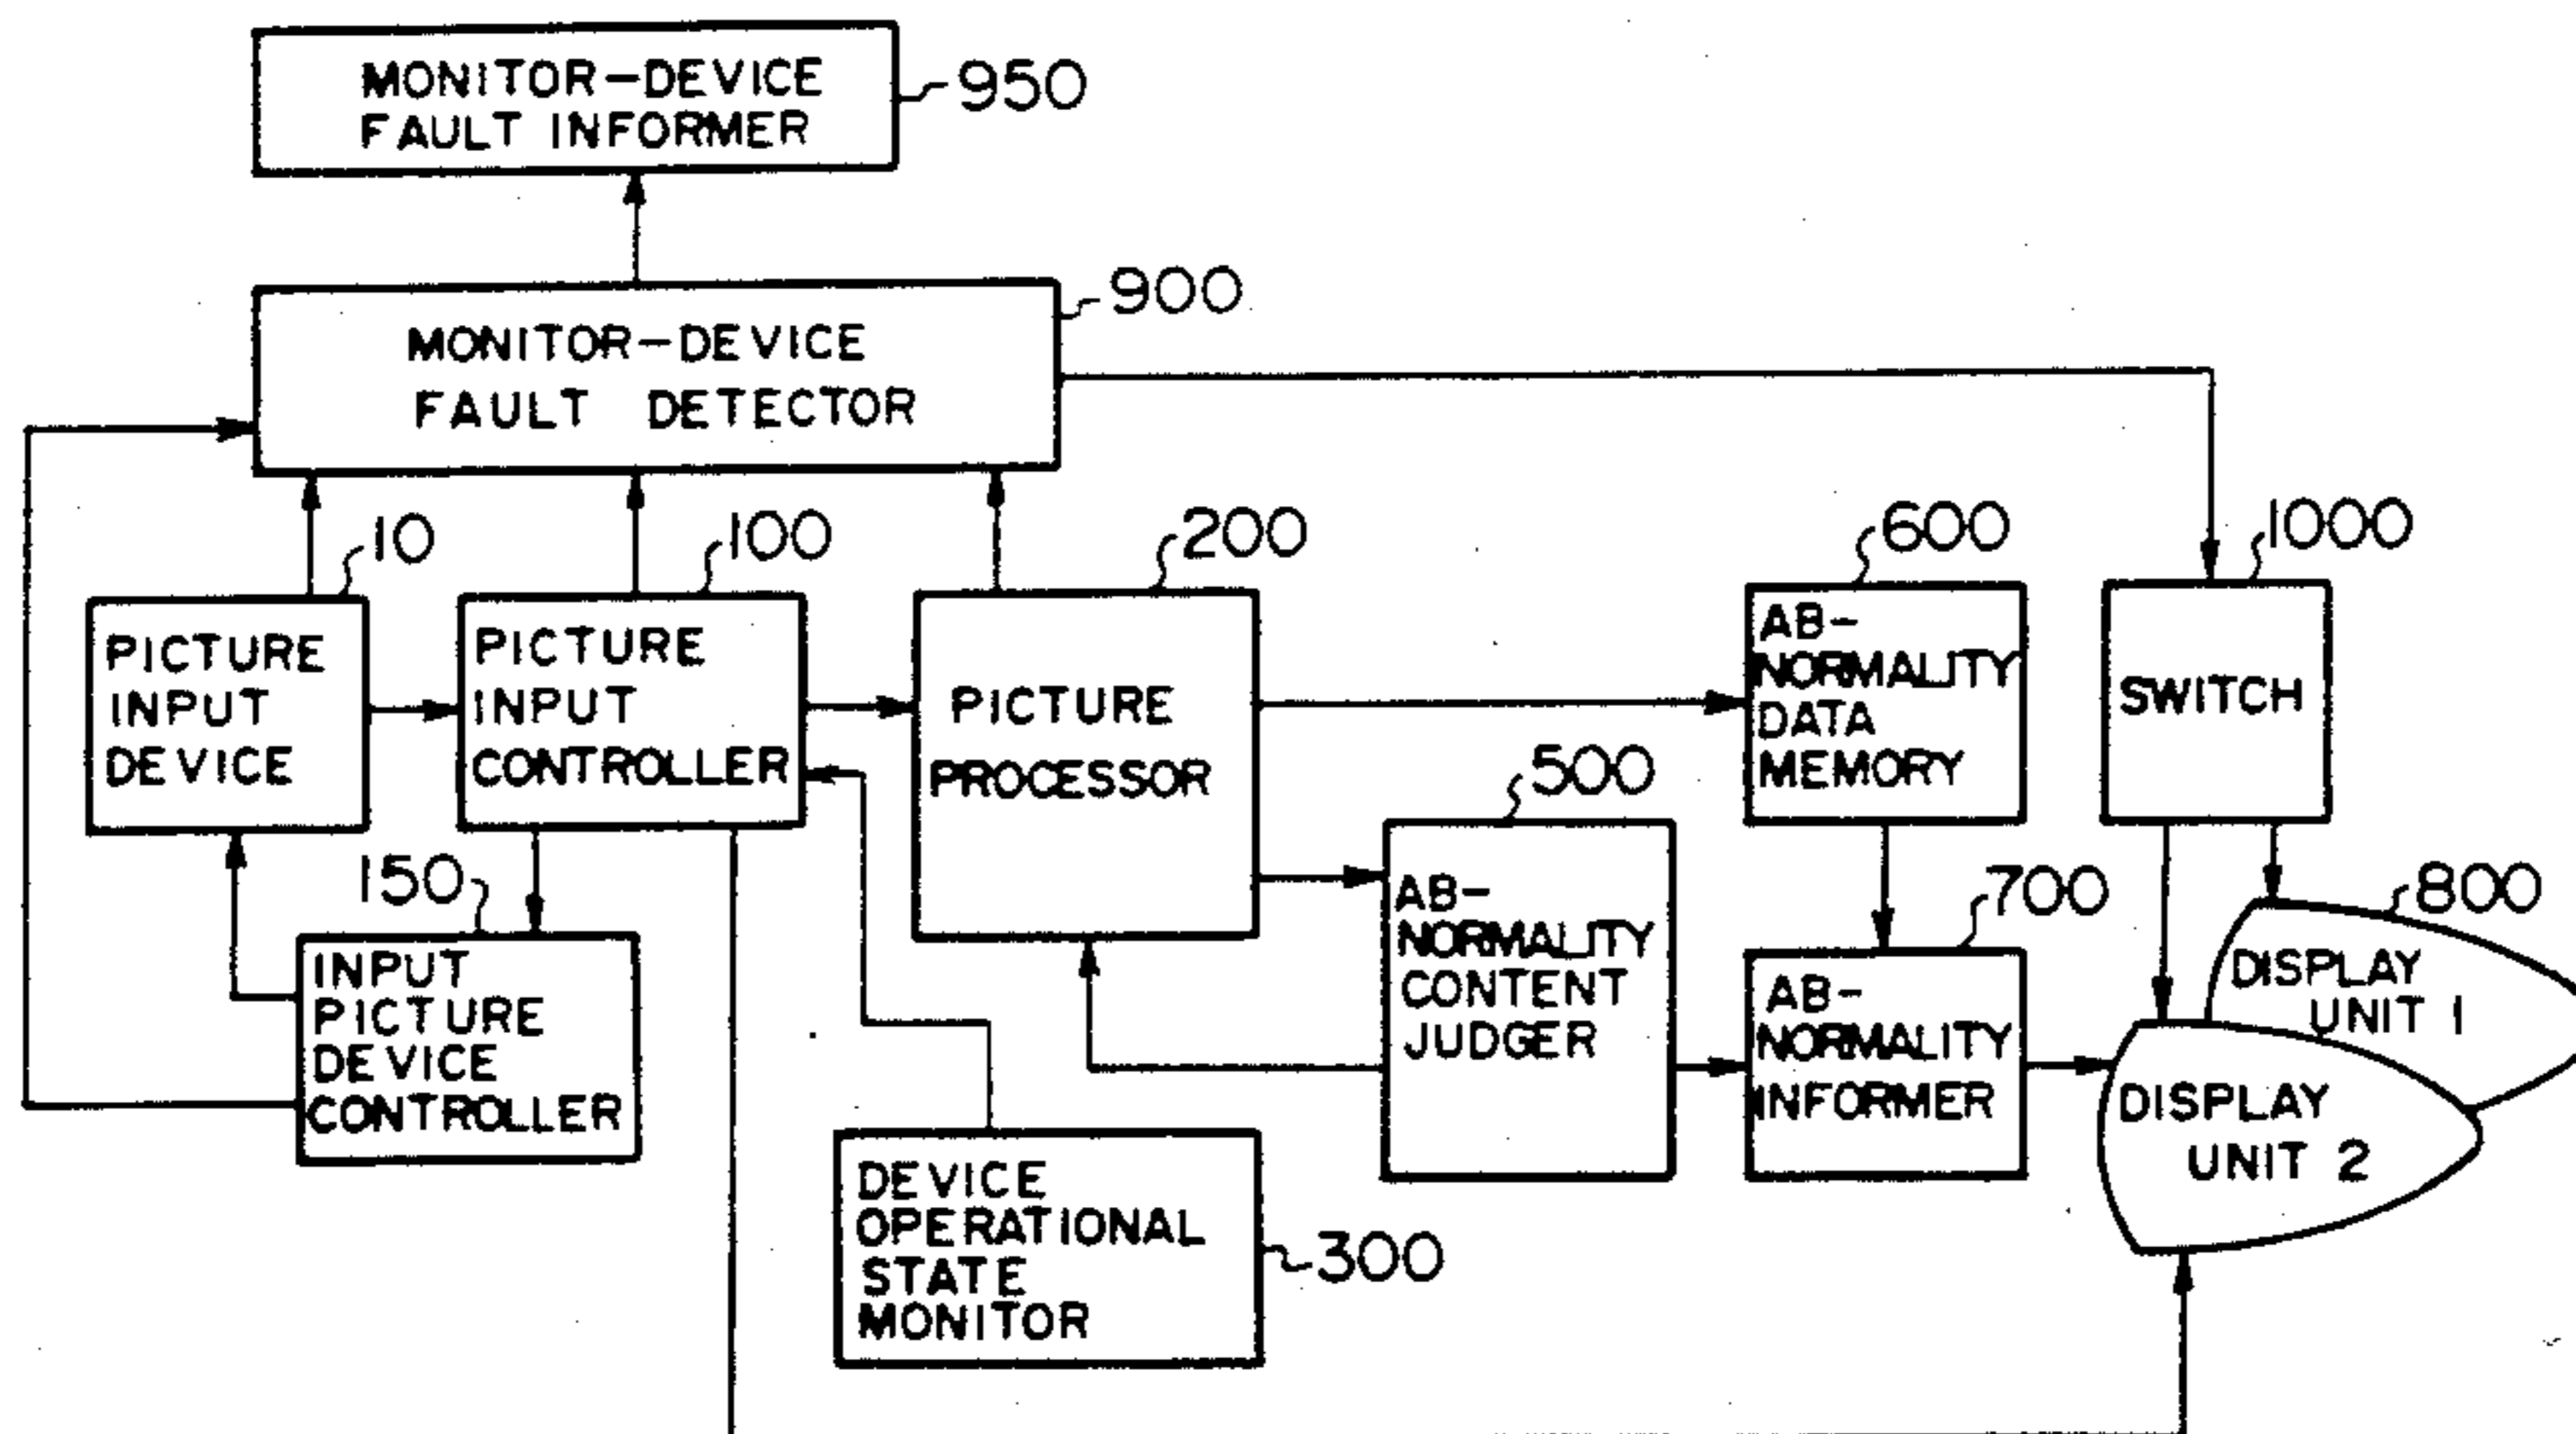 MONITOR-DEVICE
FAULT INFORMER
950
MONITOR-DEVICE
FAULT DETECTOR
900
10
PICTURE
INPUT
DEVICE
100
PICTURE
INPUT
CONTROLLER
200
PICTURE
PROCESSOR
600
AB-
NORMALITY
DATA
MEMORY
1000
SWITCH
150
INPUT
PICTURE
DEVICE
CONTROLLER
500
AB-
NORMALITY
CONTENT
JUDGER
700
AB-
NORMALITY
INFORMER
800
DISPLAY
UNIT 1
DISPLAY
UNIT 2
DEVICE
OPERATIONAL
STATE
MONITOR
300